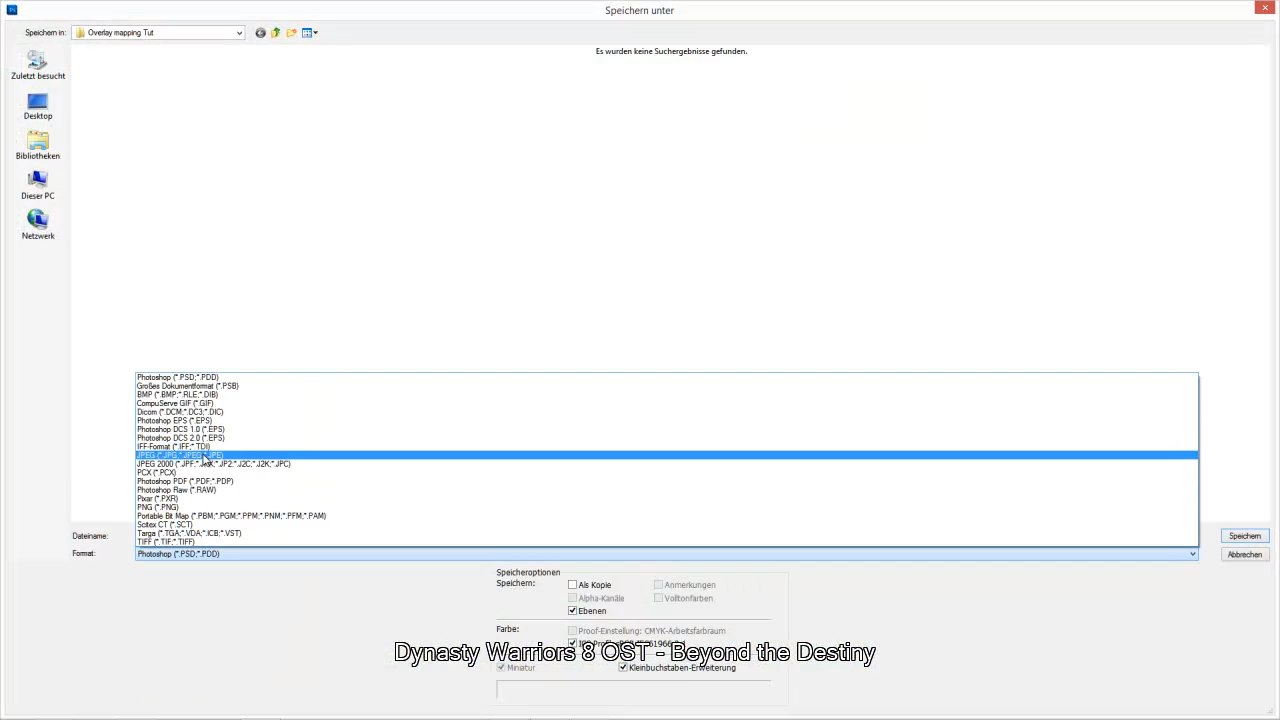 Speichern unter
Speichern in:
Overlay mapping Tut
Es wurden keine Suchergebnisse gefunden.
Zuletzt besucht
Desktop
Bibliotheken
Dieser PC
Netzwerk
Photoshop (*.PSD;*.PDD)
Großes Dokumentformat (*.PSB)
BMP (*.BMP;*.RLE;*.DIB)
CompuServe GIF (*.GIF)
Dicom (*.DCM;*.DC3;*.DIC)
Photoshop EPS (*.EPS)
Photoshop DCS 1.0 (*.EPS)
Photoshop DCS 2.0 (*.EPS)
IFF-Format (*.IFF;*.TDI)
JPEG (*.JPG;*.JPEG;*.JPE)
JPEG 2000 (*.JPF;*.JPX;*.JP2;*.J2C;*.J2K;*.JPC)
PCX (*.PCX)
Photoshop PDF (*.PDF;*.PDP)
Photoshop Raw (*.RAW)
Pixar (*.PXR)
PNG (*.PNG)
Portable Bit Map (*.PBM;*.PGM;*.PPM;*.PNM;*.PFM;*.PAM)
Scitex CT (*.SCT)
Targa (*.TGA;*.VDA;*.ICB;*.VST)
TIFF (*.TIF;*.TIFF)
Dateiname:
Speichern
Format:
Photoshop (*.PSD;*.PDD)
Abbrechen
Speicheroptionen
Speichern:
Als Kopie
Anmerkungen
Alpha-Kanäle
Volltonfarben
Ebenen
Farbe:
Proof-Einstellung: CMYK-Arbeitsfarbraum
Dynasty Warriors 8 OST - Beyond the Destiny
Miniatur
Kleinbuchstaben-Erweiterung